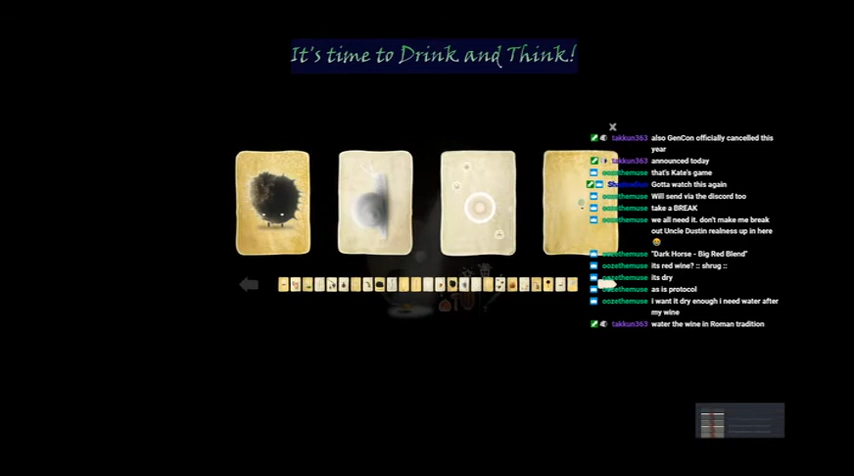 It's time to Drink and Think!
X
takkun363 also GenCon officially cancelled this
year
takkun363 announced today
oozethemuse that's Kate's game
Gotta watch this again
oozethemuse Will send via the discord too
oozethemuse take a BREAK
oozethemuse we all need it. don't make me break
out Uncle Dustin realness up in here
oozethemuse "Dark Horse - Big Red Blend"
oozethemuse its red wine? :: shrug ::
oozethemuse its dry
oozethemuse as is protocol
oozethemuse i want it dry enough i need water after
my wine
takkun363 water the wine in Roman tradition